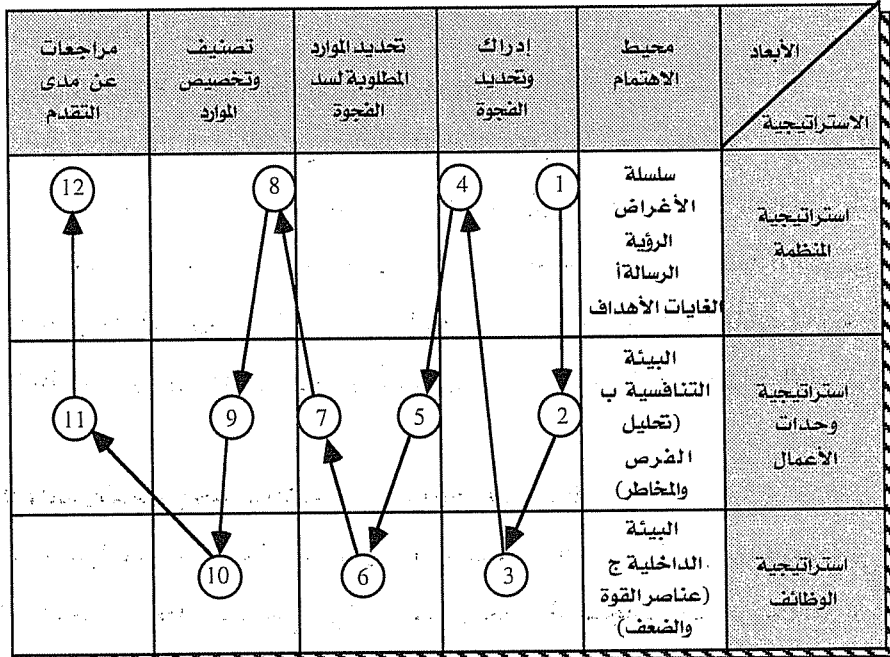 الأبعاد
الاستراتيجية
محيط
الاهتمام
إدراك
وتحديد
الفجوة
تحديد الموارد
المطلوبة لسد
الفجوة
تصنيف
وتخصيص
الموارد
مراجعات
عن مدى
التقدم
استراتيجية
المنظمة
سلسلة
الأغراض
الرؤية
الرسالة أ
الغايات الأهداف
1
4
8
12
استراتيجية
وحدات
الأعمال
البيئة
التنافسية ب
(تحليل
الفرص
والمخاطر)
2
5
7
9
11
استراتيجية
الوظائف
البيئة
الداخلية ج
(عناصر القوة
والضعف)
3
6
10